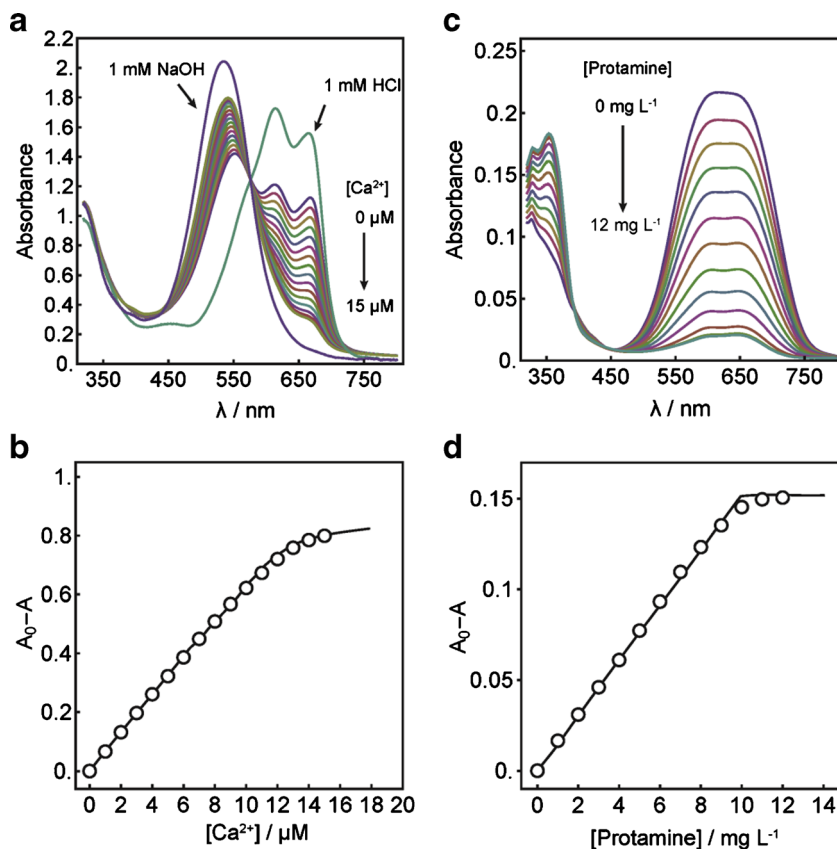 a
2.2
2.0
1.8
1.6
1.4
1.2
1.0
0.8
0.6
0.4
0.2
0.
Absorbance
1 mM NaOH
1 mM HCl
[Ca²⁺]
0 µM
15 µM
350 450 550 650 750
λ / nm
c
0.25
0.20
0.15
0.10
0.05
0.
Absorbance
[Protamine]
0 mg L⁻¹
12 mg L⁻¹
350 450 550 650 750
λ / nm
b
1.
0.8
0.6
0.4
0.2
0.
A₀–A
0 2 4 6 8 10 12 14 16 18 20
[Ca²⁺] / µM
d
0.15
0.10
0.05
0.
A₀–A
0 2 4 6 8 10 12 14
[Protamine] / mg L⁻¹